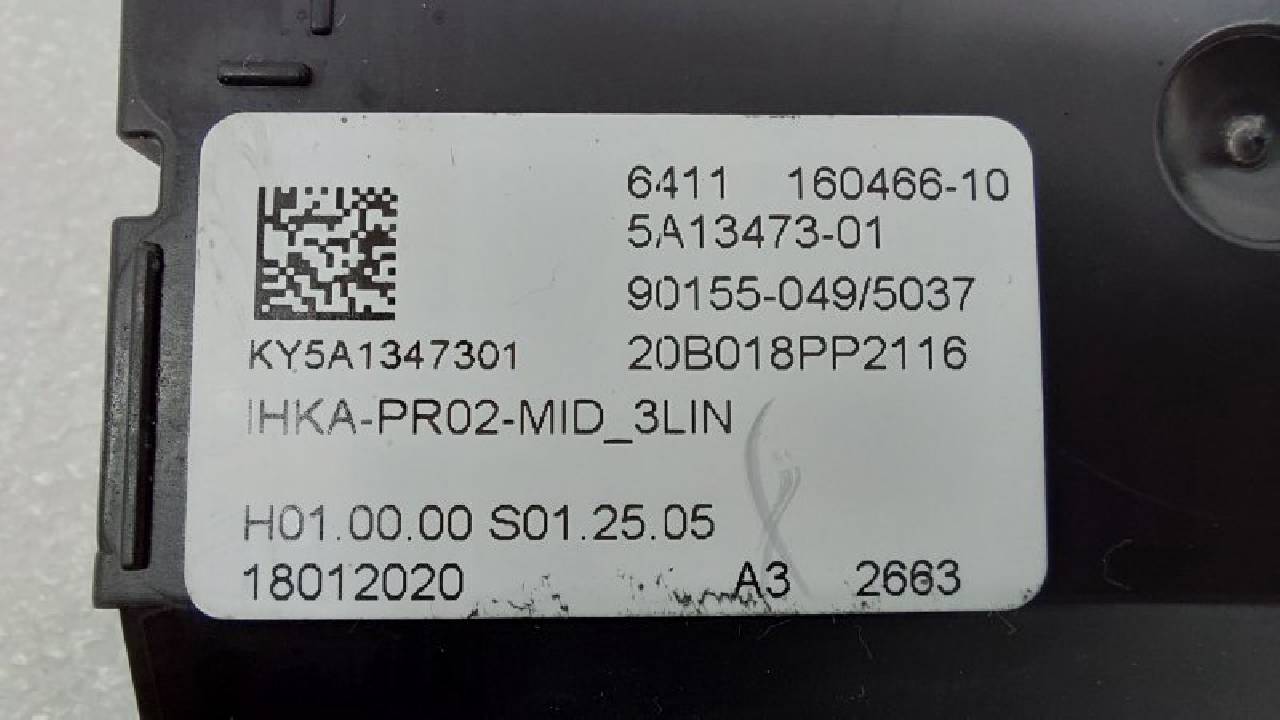 6411 160466-10
5A13473-01
90155-049/5037
KY5A1347301 20B018PP2116
IHKA-PR02-MID_3LIN
H01.00.00 S01.25.05
18012020 A3 2663